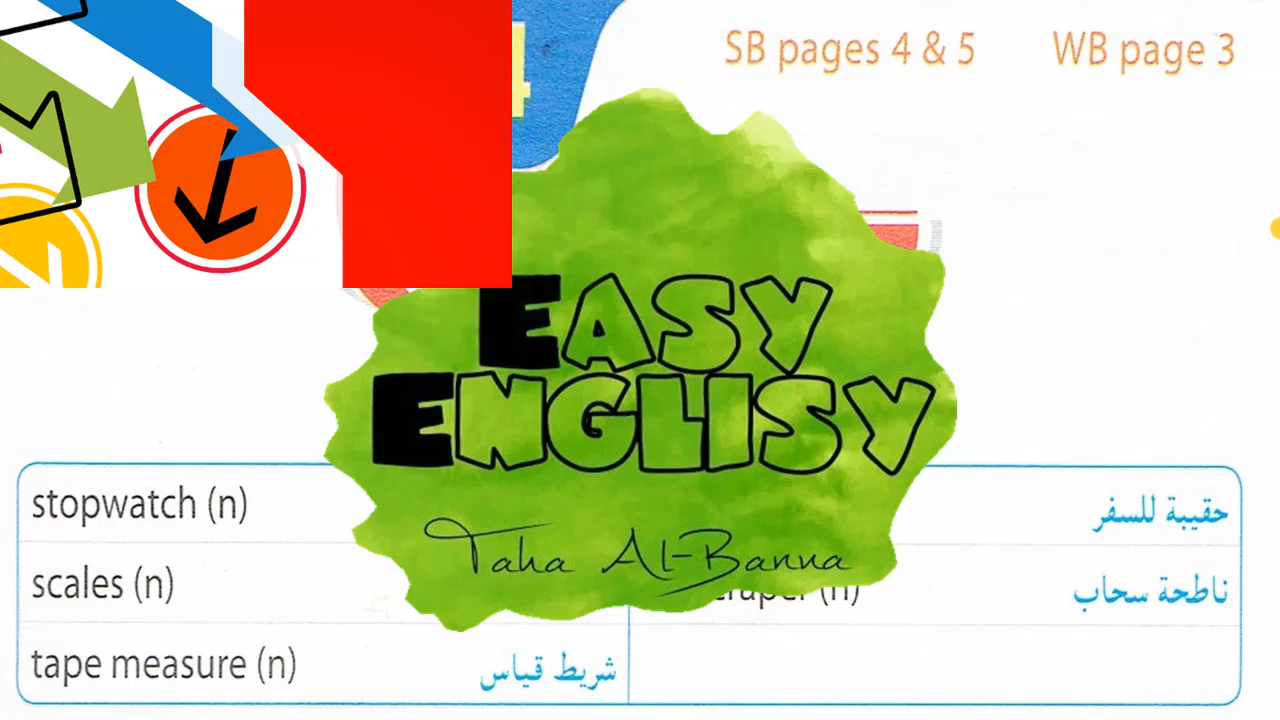 4
SB pages 4 & 5 WB page 3
EASY
ENGLISY
Taha Al-Banna
stopwatch (n)
حقيبة للسفر
scales (n)
(n)
ناطحة سحاب
tape measure (n)
شريط قياس